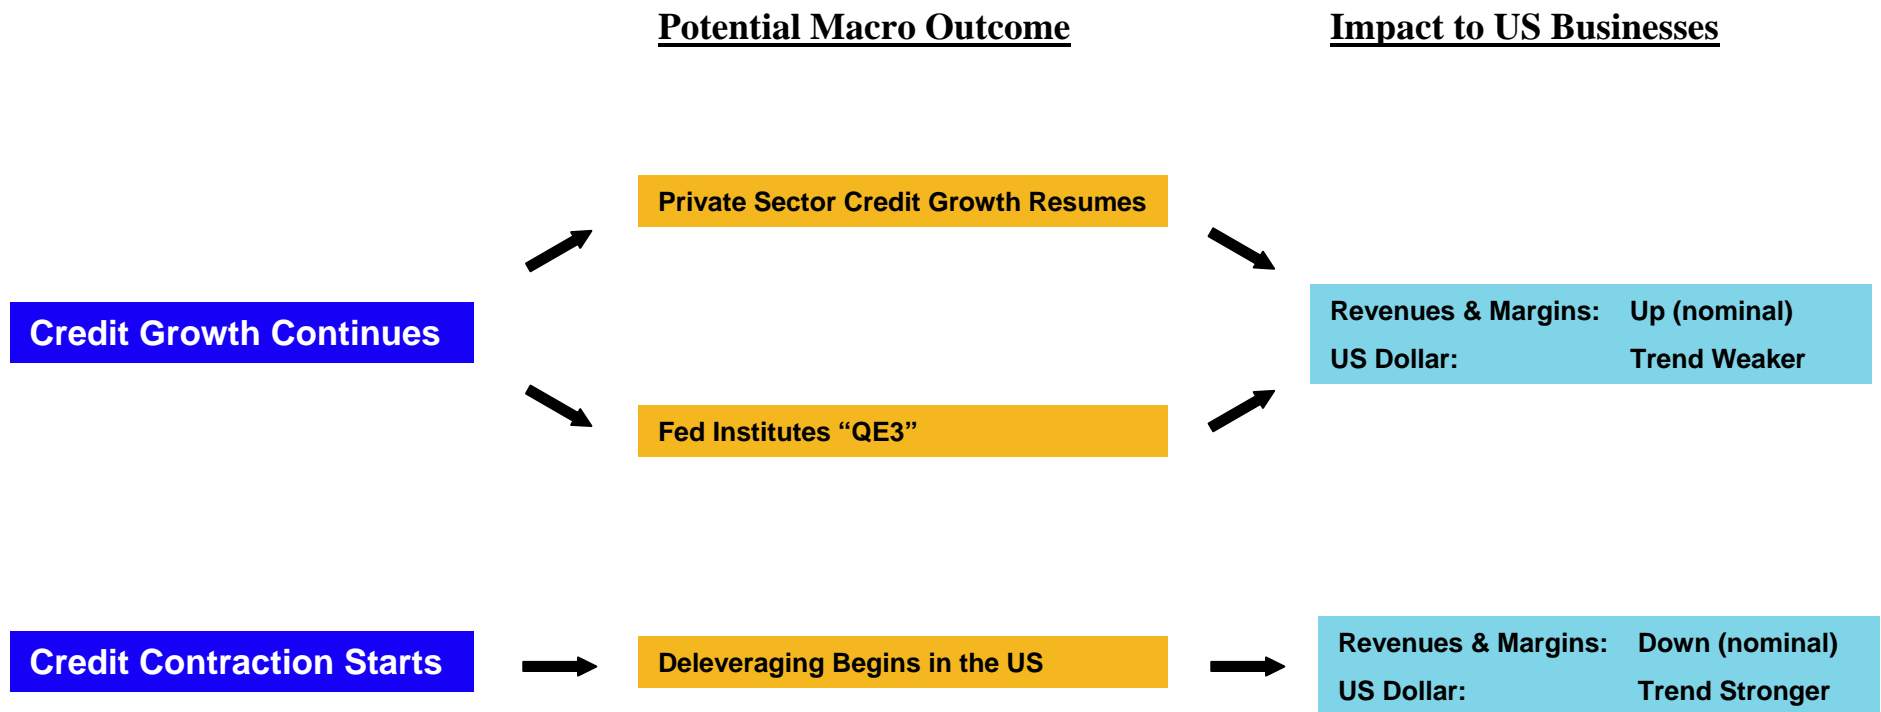 Potential Macro Outcome
Impact to US Businesses
Private Sector Credit Growth Resumes
Credit Growth Continues
Revenues & Margins: Up (nominal)
US Dollar: Trend Weaker
Fed Institutes “QE3”
Credit Contraction Starts
Deleveraging Begins in the US
Revenues & Margins: Down (nominal)
US Dollar: Trend Stronger